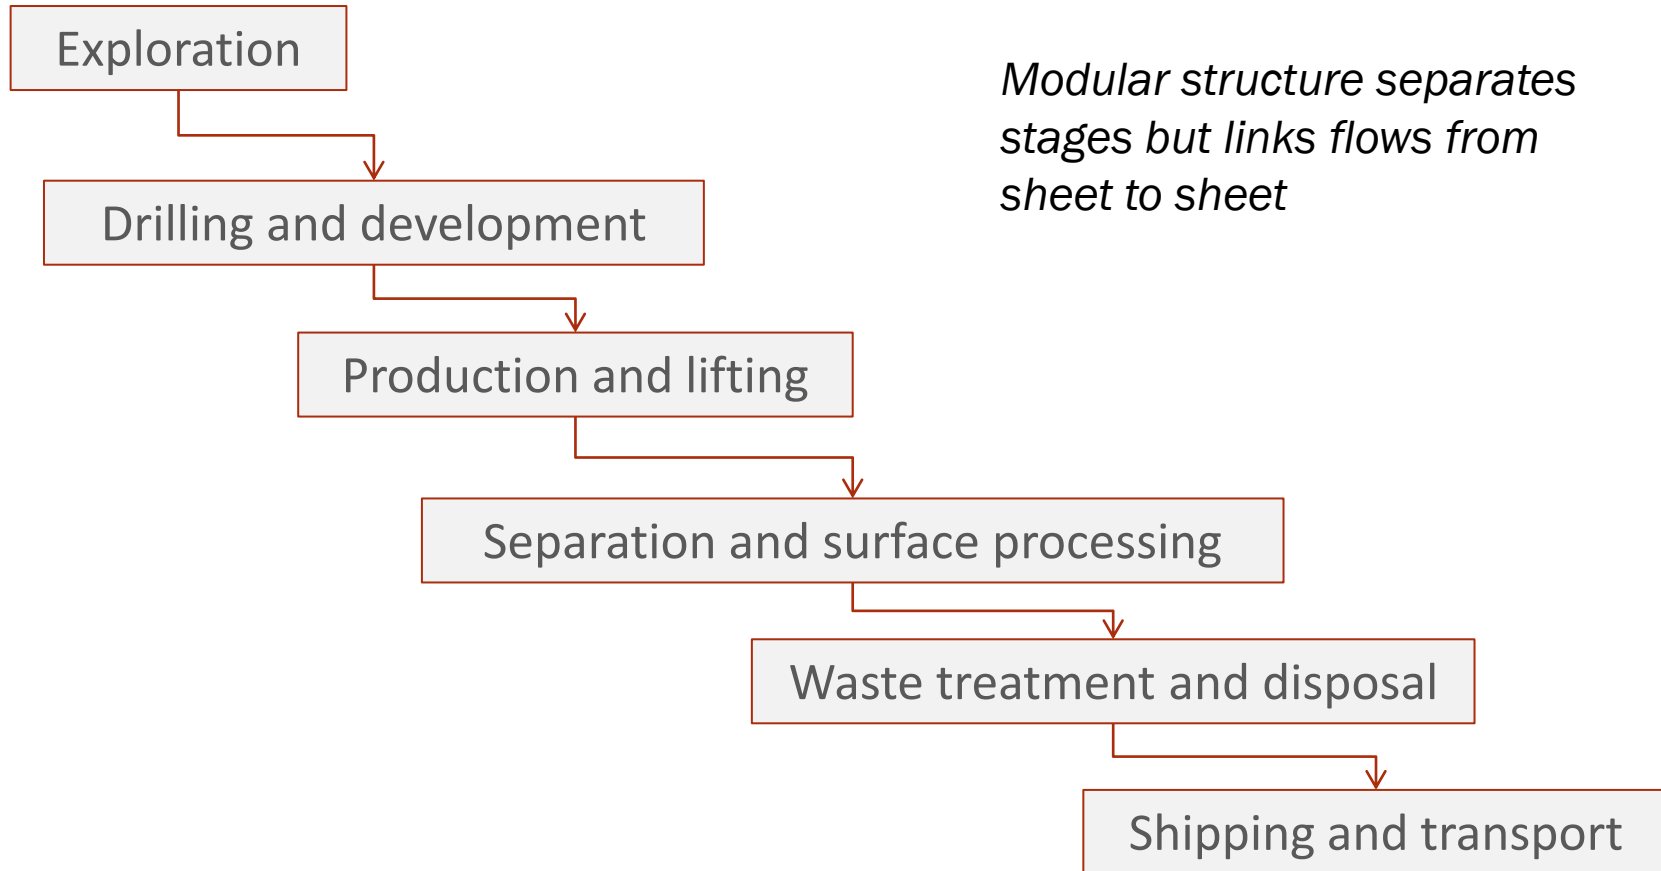 Exploration
Modular structure separates
stages but links flows from
sheet to sheet
Drilling and development
Production and lifting
Separation and surface processing
Waste treatment and disposal
Shipping and transport